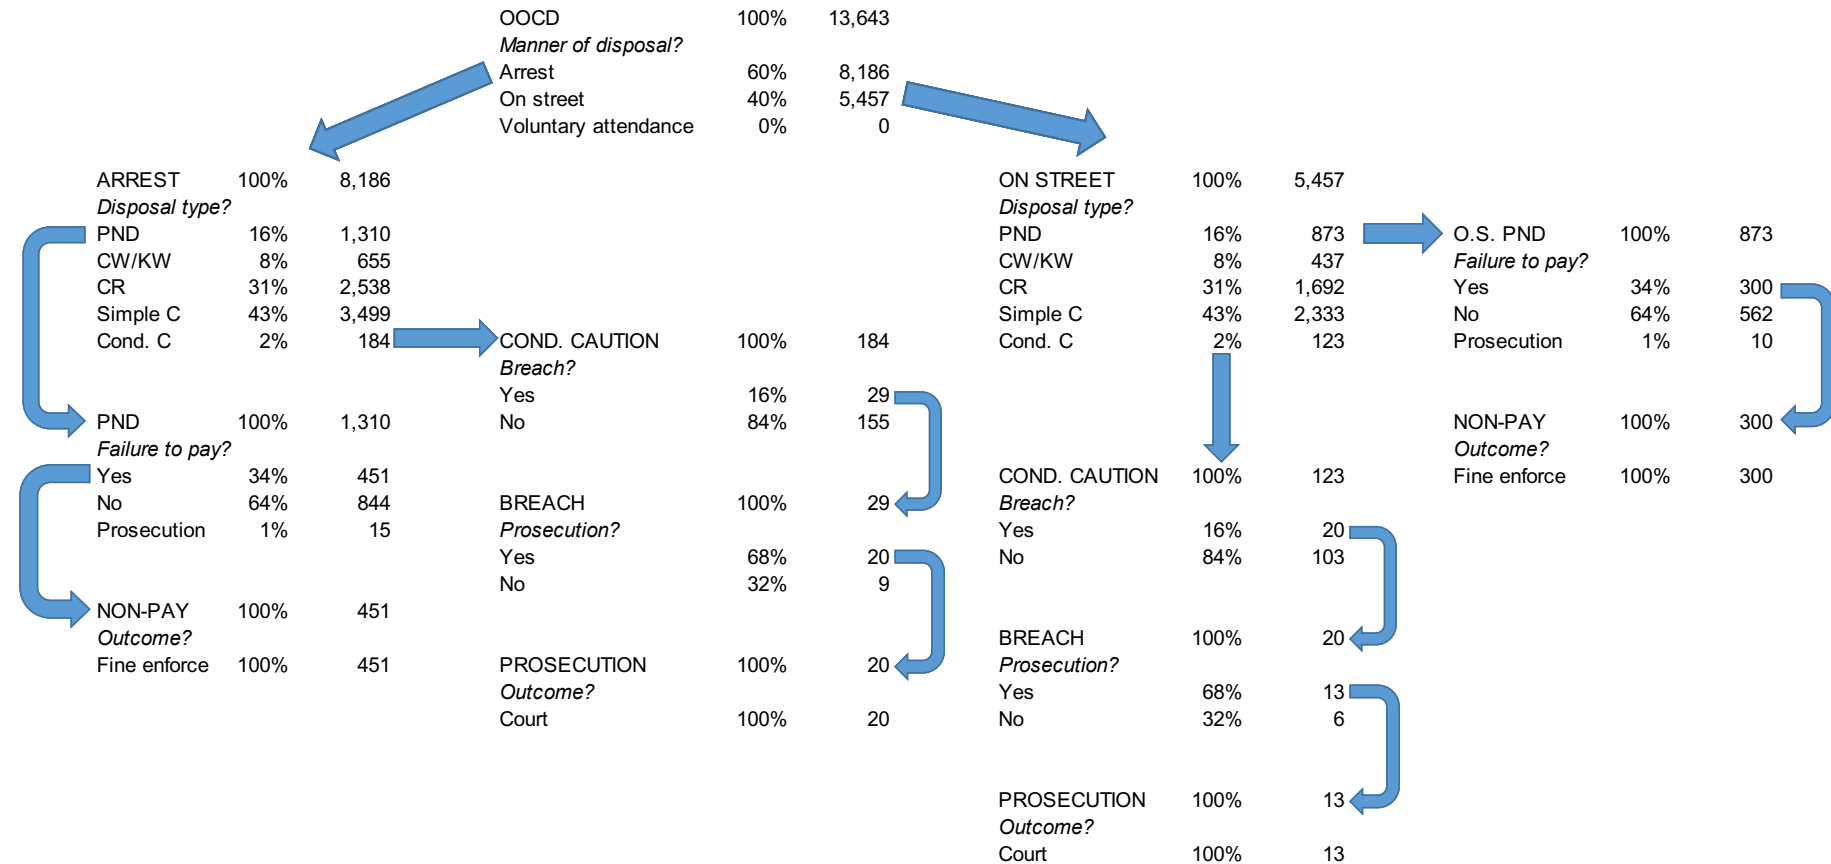 OOCD 100% 13,643
Manner of disposal?
Arrest 60% 8,186
On street 40% 5,457
Voluntary attendance 0% 0
ARREST 100% 8,186
Disposal type?
PND 16% 1,310
CW/KW 8% 655
CR 31% 2,538
Simple C 43% 3,499
Cond. C 2% 184
PND 100% 1,310
Failure to pay?
Yes 34% 451
No 64% 844
Prosecution 1% 15
NON-PAY 100% 451
Outcome?
Fine enforce 100% 451
COND. CAUTION 100% 184
Breach?
Yes 16% 29
No 84% 155
BREACH 100% 29
Prosecution?
Yes 68% 20
No 32% 9
PROSECUTION 100% 20
Outcome?
Court 100% 20
ON STREET 100% 5,457
Disposal type?
PND 16% 873
CW/KW 8% 437
CR 31% 1,692
Simple C 43% 2,333
Cond. C 2% 123
COND. CAUTION 100% 123
Breach?
Yes 16% 20
No 84% 103
BREACH 100% 20
Prosecution?
Yes 68% 13
No 32% 6
PROSECUTION 100% 13
Outcome?
Court 100% 13
O.S. PND 100% 873
Failure to pay?
Yes 34% 300
No 64% 562
Prosecution 1% 10
NON-PAY 100% 300
Outcome?
Fine enforce 100% 300